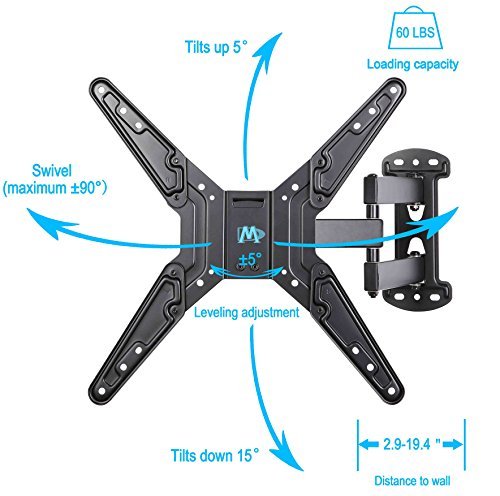 Tilts up 5°
60 LBS
Loading capacity
Swivel
(maximum ±90°)
M
±5°
Leveling adjustment
Tilts down 15°
2.9-19.4 "
Distance to wall